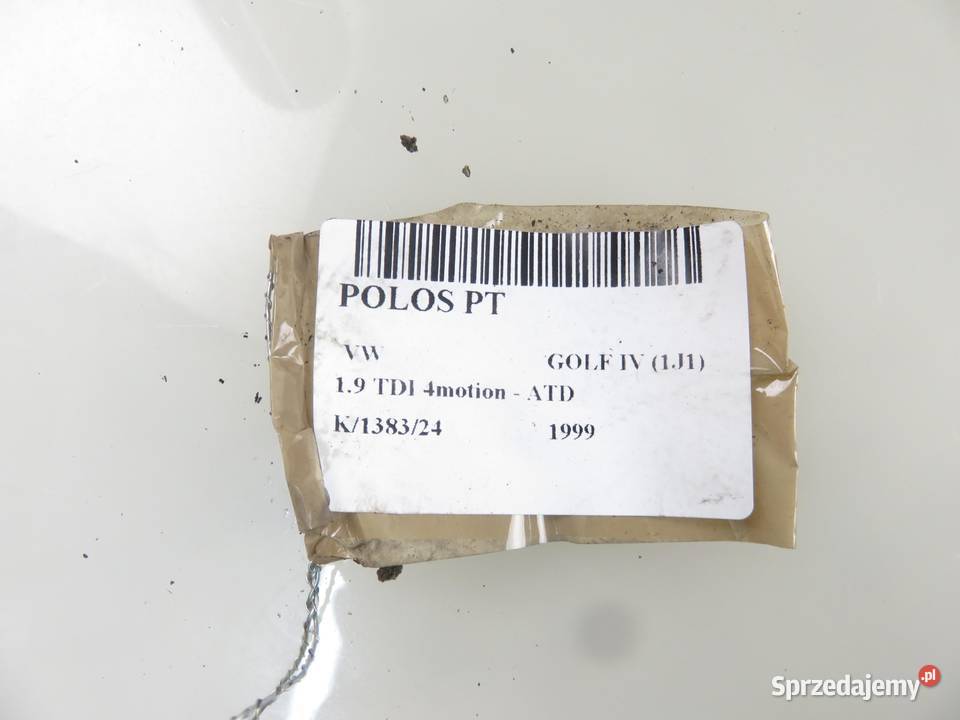 POLOS PT
VW GOLF IV (1J1)
1.9 TDI 4motion - ATD
K/1383/24 1999
Sprzedajemy.pl